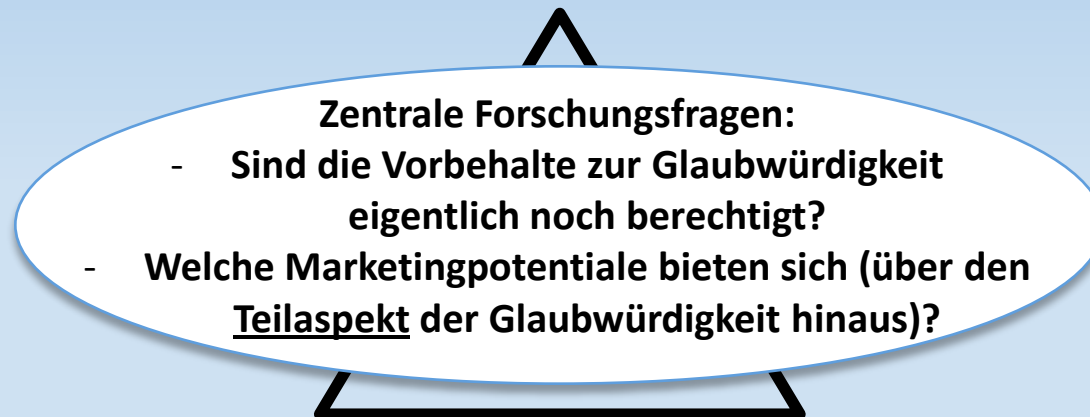 Zentrale Forschungsfragen:
- Sind die Vorbehalte zur Glaubwürdigkeit
eigentlich noch berechtigt?
- Welche Marketingpotentiale bieten sich (über den
Teilaspekt der Glaubwürdigkeit hinaus)?